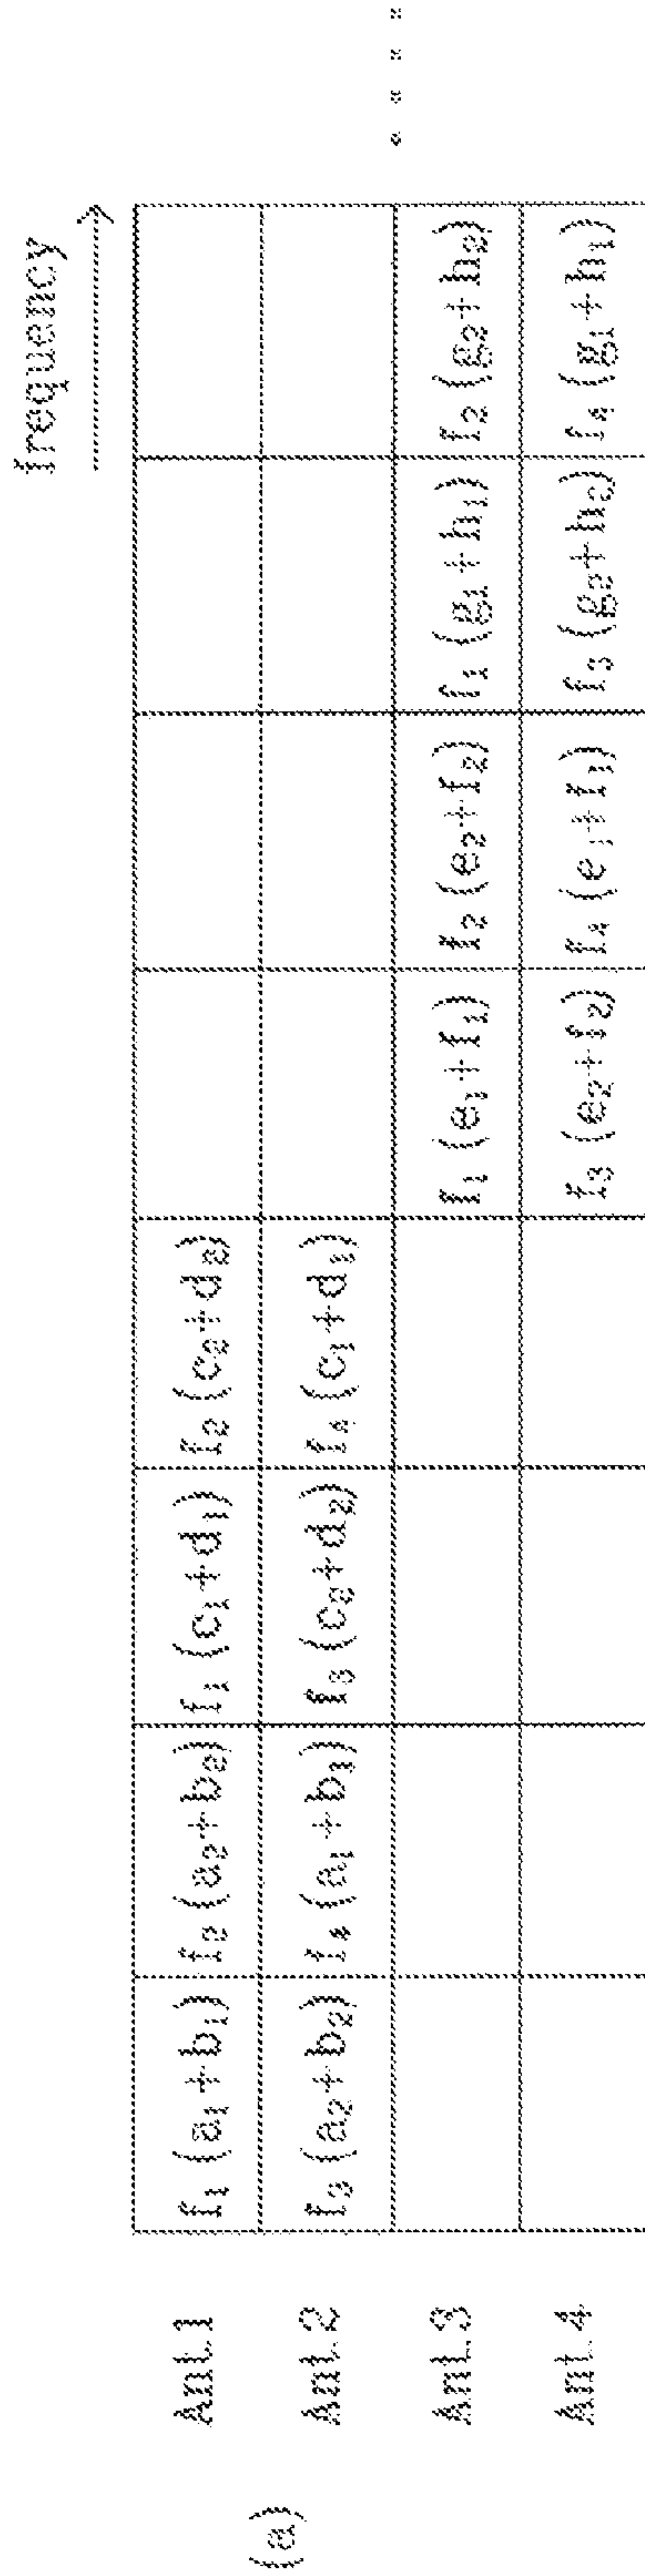 frequency
(a)
Ant.1 f₁(a₁+b₁) f₂(a₂+b₂) f₁(c₁+d₁) f₂(c₂+d₂)
Ant.2 f₃(a₂+b₂) f₄(a₁+b₁) f₃(c₂+d₂) f₄(c₁+d₁)
Ant.3 f₁(e₁+f₁) f₂(e₂+f₂) f₁(g₁+h₁) f₂(g₂+h₂)
Ant.4 f₃(e₂+f₂) f₄(e₁+f₁) f₃(g₂+h₂) f₄(g₁+h₁)